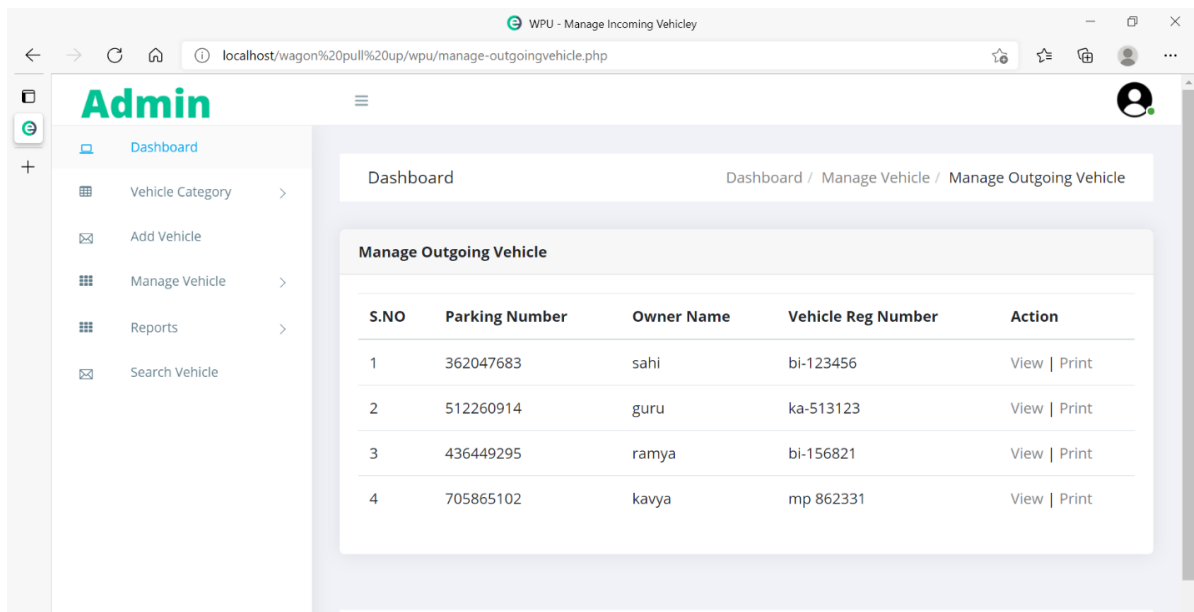 WPU - Manage Incoming Vehicley
localhost/wagon%20pull%20up/wpu/manage-outgoingvehicle.php
Admin
Dashboard
Vehicle Category
Add Vehicle
Manage Vehicle
Reports
Search Vehicle
Dashboard
Dashboard / Manage Vehicle / Manage Outgoing Vehicle
Manage Outgoing Vehicle
S.NO Parking Number Owner Name Vehicle Reg Number Action
1 362047683 sahi bi-123456 View | Print
2 512260914 guru ka-513123 View | Print
3 436449295 ramya bi-156821 View | Print
4 705865102 kavya mp 862331 View | Print